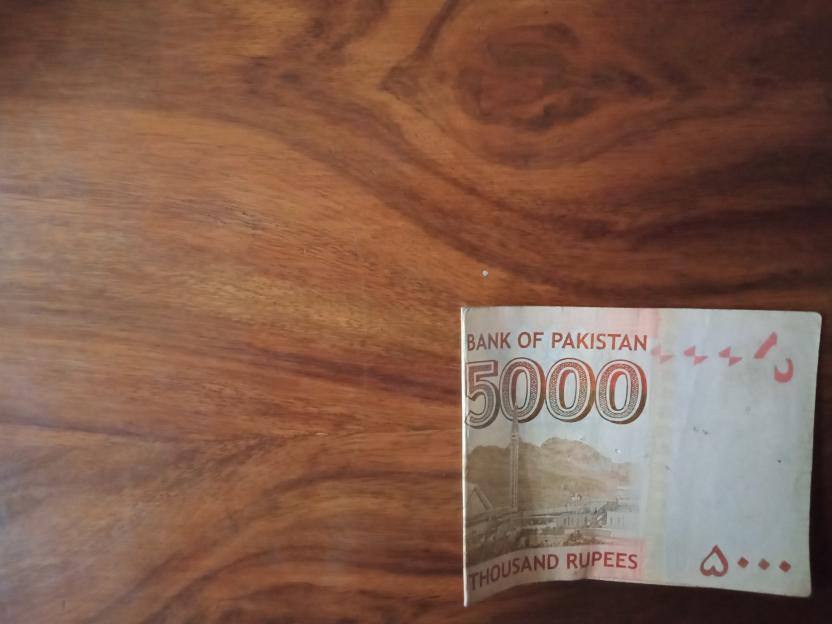 BANK OF PAKISTAN
5000
THOUSAND RUPEES
۵۰۰۰